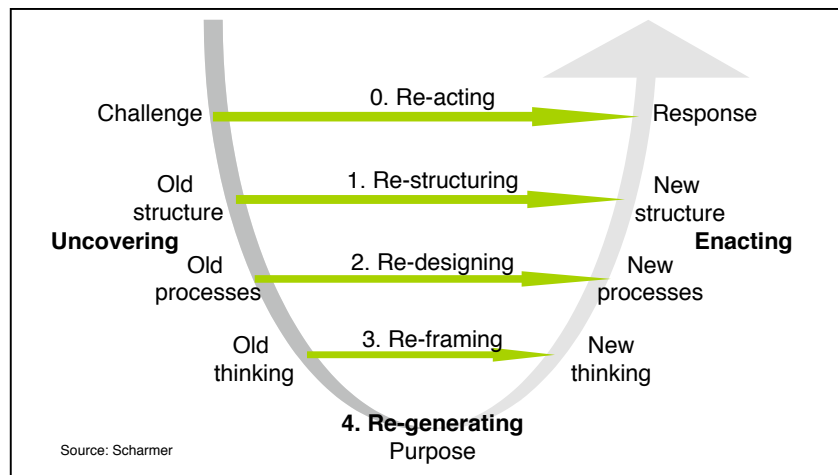 0. Re-acting
Challenge
Response
1. Re-structuring
Old
structure
New
structure
Uncovering
Enacting
2. Re-designing
Old
processes
New
processes
3. Re-framing
Old
thinking
New
thinking
4. Re-generating
Purpose
Source: Scharmer